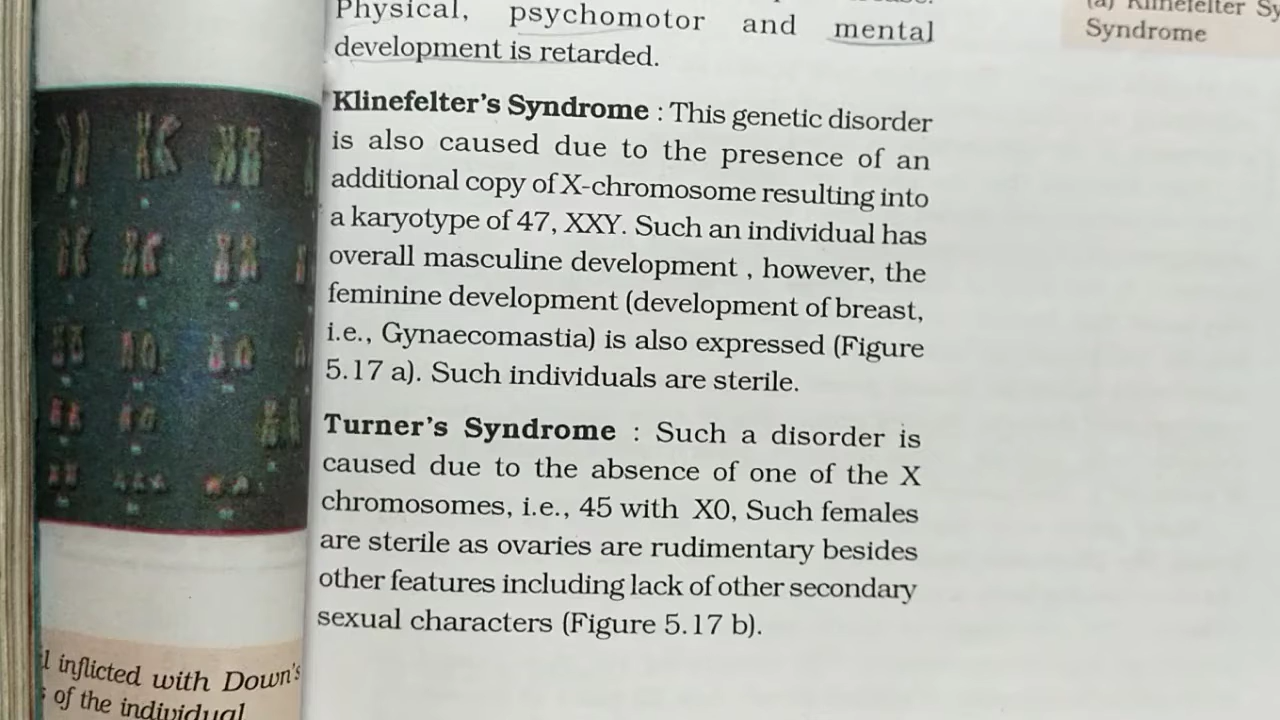 Physical, psychomotor and mental
development is retarded.
Klinefelter's Syndrome : This genetic disorder
is also caused due to the presence of an
additional copy of X-chromosome resulting into
a karyotype of 47, XXY. Such an individual has
overall masculine development , however, the
feminine development (development of breast,
i.e., Gynaecomastia) is also expressed (Figure
5.17 a). Such individuals are sterile.
Turner's Syndrome : Such a disorder is
caused due to the absence of one of the X
chromosomes, i.e., 45 with X0, Such females
are sterile as ovaries are rudimentary besides
other features including lack of other secondary
sexual characters (Figure 5.17 b).
inflicted with Down's
of the individual
(a) Klinefelter
Syndrome